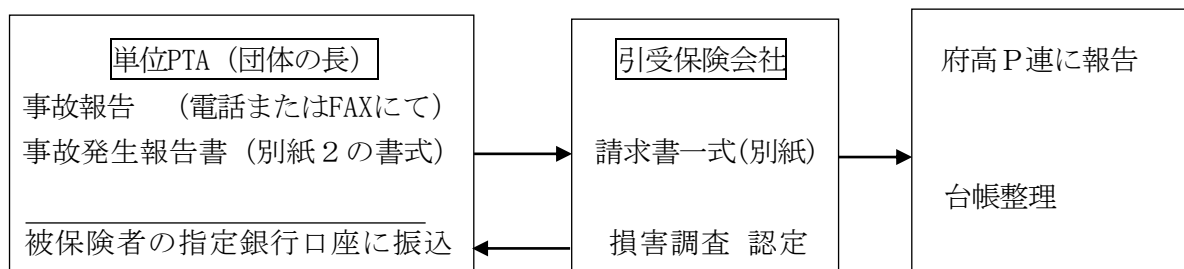 単位PTA（団体の長）
事故報告　（電話またはFAXにて）
事故発生報告書（別紙２の書式）
被保険者の指定銀行口座に振込
引受保険会社
請求書一式(別紙)
損害調査 認定
府高Ｐ連に報告
台帳整理